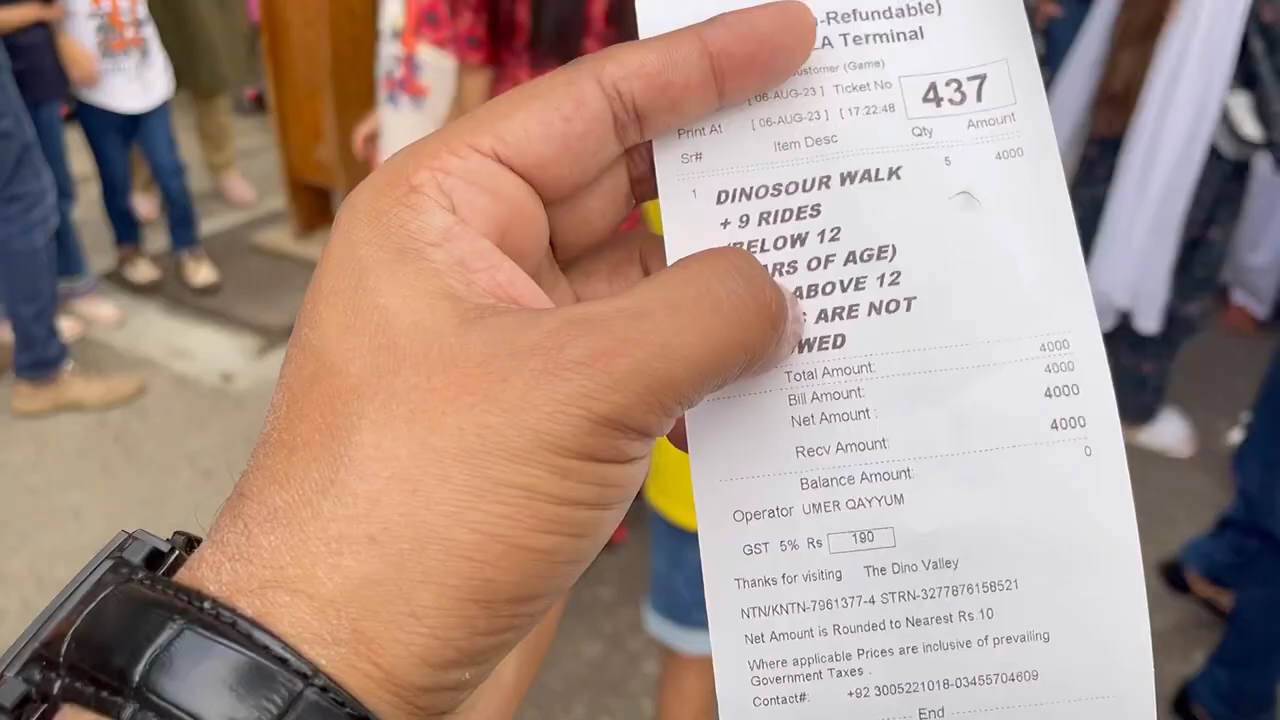 -Refundable)
A Terminal
ustomer (Game)
[ 06-AUG-23 ] Ticket No 437
Print At [ 06-AUG-23 ] [ 17:22:48
Sr# Item Desc Qty Amount
1 DINOSOUR WALK 5 4000
+ 9 RIDES
BELOW 12
ARS OF AGE)
ABOVE 12
ARE NOT
WED
Total Amount: 4000
Bill Amount: 4000
Net Amount : 4000
Recv Amount: 4000
Balance Amount: 0
Operator UMER QAYYUM
GST 5% Rs 190
Thanks for visiting The Dino Valley
NTN/KNTN-7961377-4 STRN-3277876158521
Net Amount is Rounded to Nearest Rs.10
Where applicable Prices are inclusive of prevailing
Government Taxes .
Contact#: +92 3005221018-03455704609
End